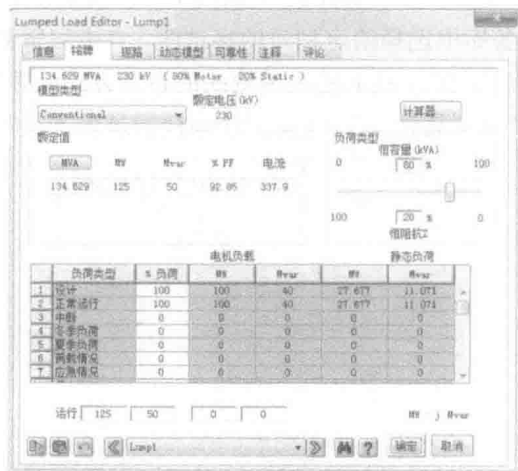 Lumped Load Editor - Lump1
信息 铭牌 短路 动态模型 可靠性 注释 评论
134.629 MVA 230 kV ( 80% Motor 20% Static )
模型类型
Conventional
额定电压 (kV)
230
计算器...
额定值
MVA MW Mvar % PF 电流
134.629 125 50 92.85 337.9
负荷类型
恒容量 (kVA)
0 80 % 100
100 20 % 0
恒阻抗Z
电机负载 静态负荷
负荷类型 % 负荷 MW Mvar MW Mvar
1 设计 100 100 40 27.677 11.071
2 正常运行 100 100 40 27.677 11.071
3 中断 0 0 0 0 0
4 冬季负荷 0 0 0 0 0
5 夏季负荷 0 0 0 0 0
6 0 0 0 0 0
7 应急情况 0 0 0 0 0
运行 125 50 0 0 MW j Mvar
Lump1 ? 确定 取消